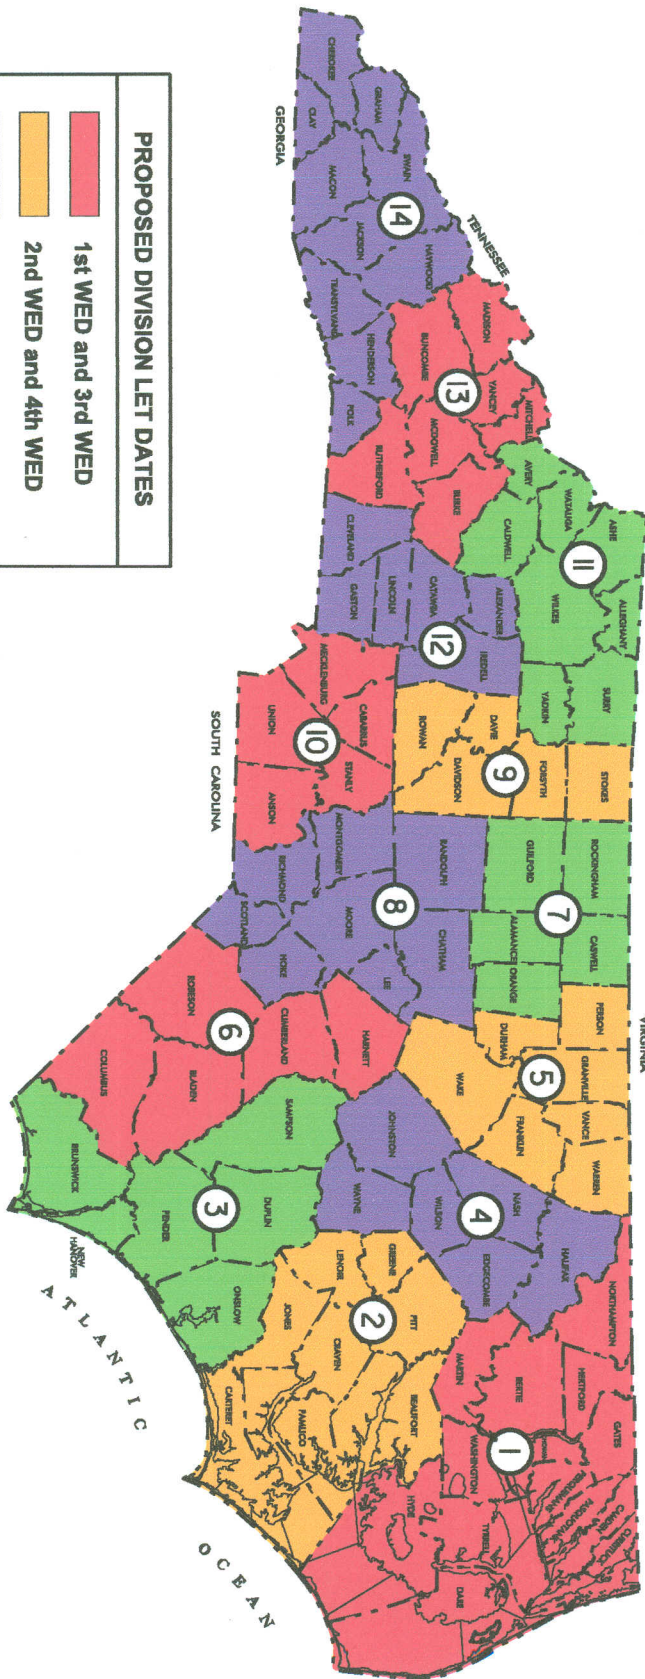 CHEROKEE
GRAHAM
CLAY
SWAIN
MACON
JACKSON
HAYWOOD
TRANSYLVANIA
HENDERSON
POLK
14
GEORGIA
TENNESSEE
MADISON
BUNCOMBE
YANCEY
MITCHELL
13
MCDOWELL
RUTHERFORD
BURKE
AVERY
WATAUGA
ASHE
CALDWELL
11
ALLEGHANY
WILKES
SURRY
YADKIN
CLEVELAND
GASTON
LINCOLN
CATAWBA
ALEXANDER
12
IREDELL
MECKLENBURG
CABARRUS
UNION
10
STANLY
ANSON
SOUTH CAROLINA
ROWAN
DAVIE
DAVIDSON
9
FORSYTH
STOKES
ROCKINGHAM
GUILFORD
7
CASWELL
ALAMANCE
ORANGE
MONTGOMERY
RANDOLPH
RICHMOND
8
MOORE
CHATHAM
SCOTLAND
HOKE
LEE
ROBESON
6
CUMBERLAND
HARNETT
COLUMBUS
BLADEN
PERSON
DURHAM
GRANVILLE
VANCE
5
WAKE
FRANKLIN
WARREN
VIRGINIA
BRUNSWICK
SAMPSON
DUPLIN
3
PENDER
NEW
HANOVER
ONSLOW
JOHNSTON
WAYNE
WILSON
NASH
4
EDGECOMBE
HALIFAX
GREENE
LENOIR
JONES
2
PITT
CRAVEN
BEAUFORT
PAMLICO
CARTERET
NORTHAMPTON
HERTFORD
GATES
BERTIE
MARTIN
1
WASHINGTON
PERQUIMANS
PASQUOTANK
CAMDEN
CURRITUCK
TYRRELL
HYDE
DARE
ATLANTIC
OCEAN
PROPOSED DIVISION LET DATES
1st WED and 3rd WED
2nd WED and 4th WED